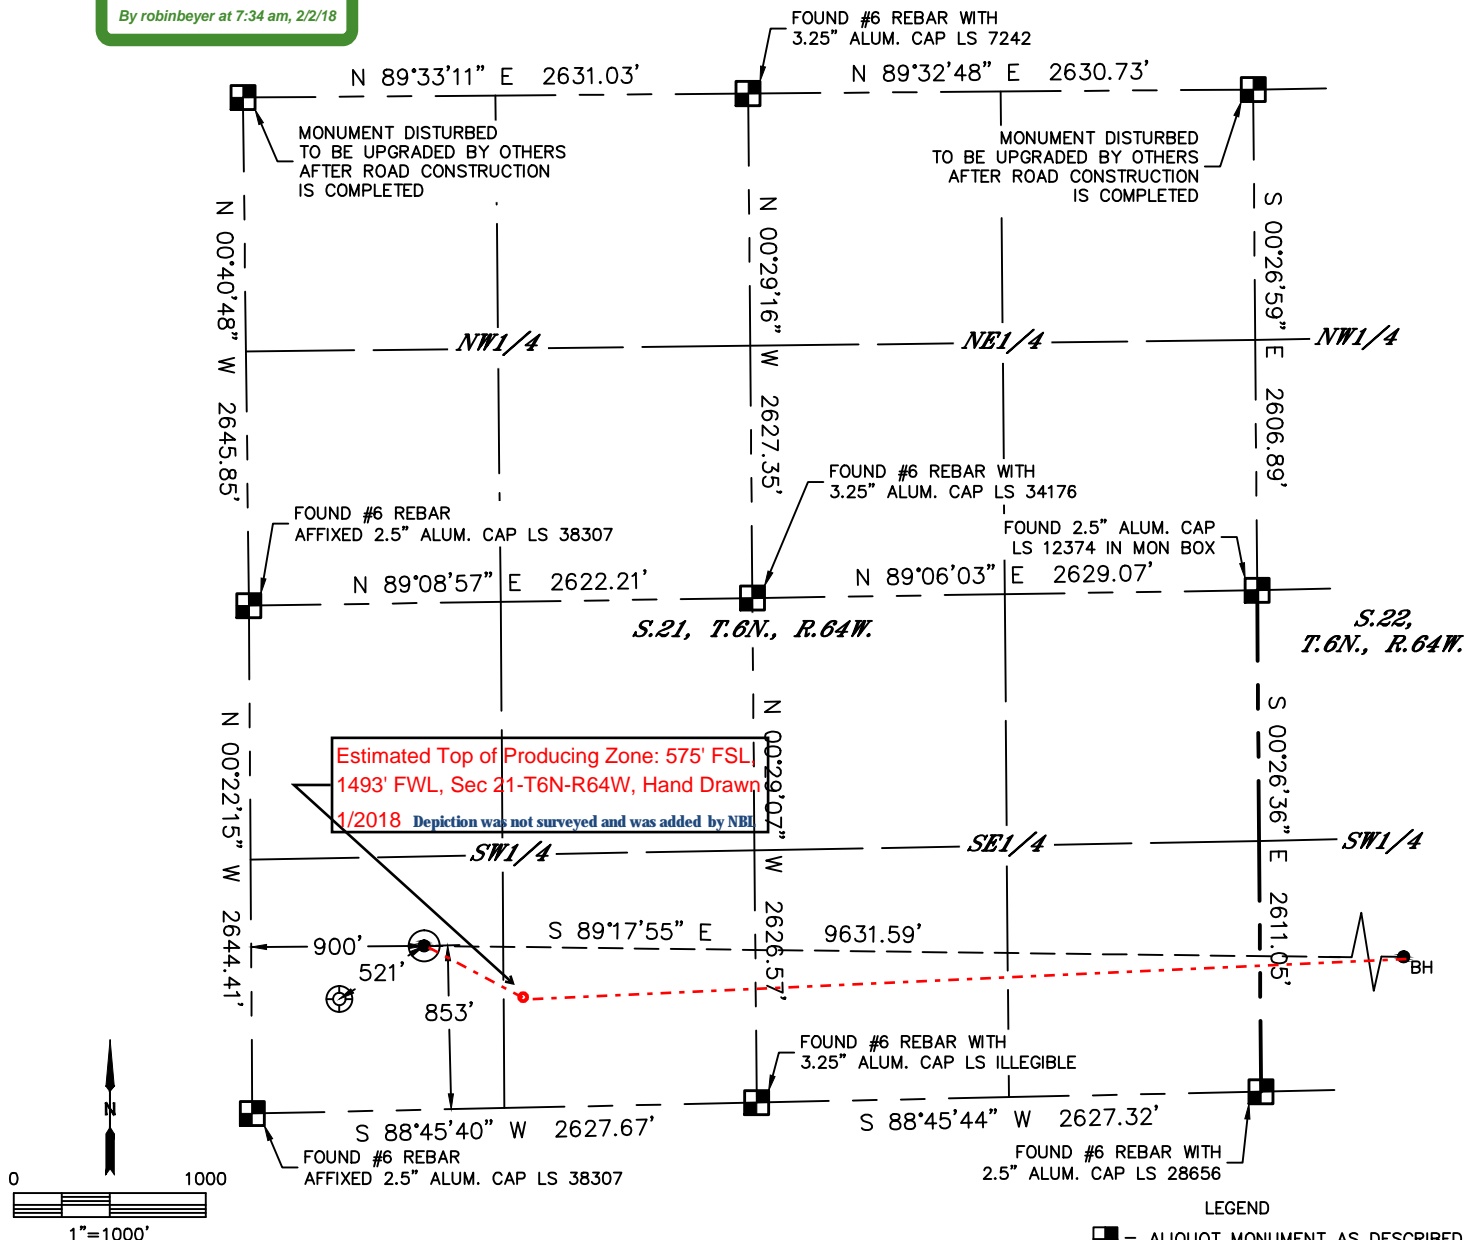 By robinbeyer at 7:34 am, 2/2/18
FOUND #6 REBAR WITH
3.25" ALUM. CAP LS 7242
N 89°33'11" E 2631.03'
N 89°32'48" E 2630.73'
MONUMENT DISTURBED
TO BE UPGRADED BY OTHERS
AFTER ROAD CONSTRUCTION
IS COMPLETED
MONUMENT DISTURBED
TO BE UPGRADED BY OTHERS
AFTER ROAD CONSTRUCTION
IS COMPLETED
N 00°40'48" W 2645.85'
N 00°29'16" W 2627.35'
S 00°26'59" E 2606.89'
NW1/4
NE1/4
NW1/4
FOUND #6 REBAR WITH
3.25" ALUM. CAP LS 34176
FOUND #6 REBAR
AFFIXED 2.5" ALUM. CAP LS 38307
FOUND 2.5" ALUM. CAP
LS 12374 IN MON BOX
N 89°08'57" E 2622.21'
N 89°06'03" E 2629.07'
S.21, T.6N., R.64W.
S.22,
T.6N., R.64W.
N 00°22'15" W 2644.41'
N 00°29'07" W 2626.57'
S 00°26'36" E 2611.05'
Estimated Top of Producing Zone: 575' FSL,
1493' FWL, Sec 21-T6N-R64W, Hand Drawn
1/2018 Depiction was not surveyed and was added by NBL
SW1/4
SE1/4
SW1/4
900'
S 89°17'55" E 9631.59'
521'
853'
BH
FOUND #6 REBAR WITH
3.25" ALUM. CAP LS ILLEGIBLE
N
S 88°45'40" W 2627.67'
S 88°45'44" W 2627.32'
FOUND #6 REBAR
AFFIXED 2.5" ALUM. CAP LS 38307
FOUND #6 REBAR WITH
2.5" ALUM. CAP LS 28656
0 1000
1"=1000'
LEGEND
= ALIQUOT MONUMENT AS DESCRIBED